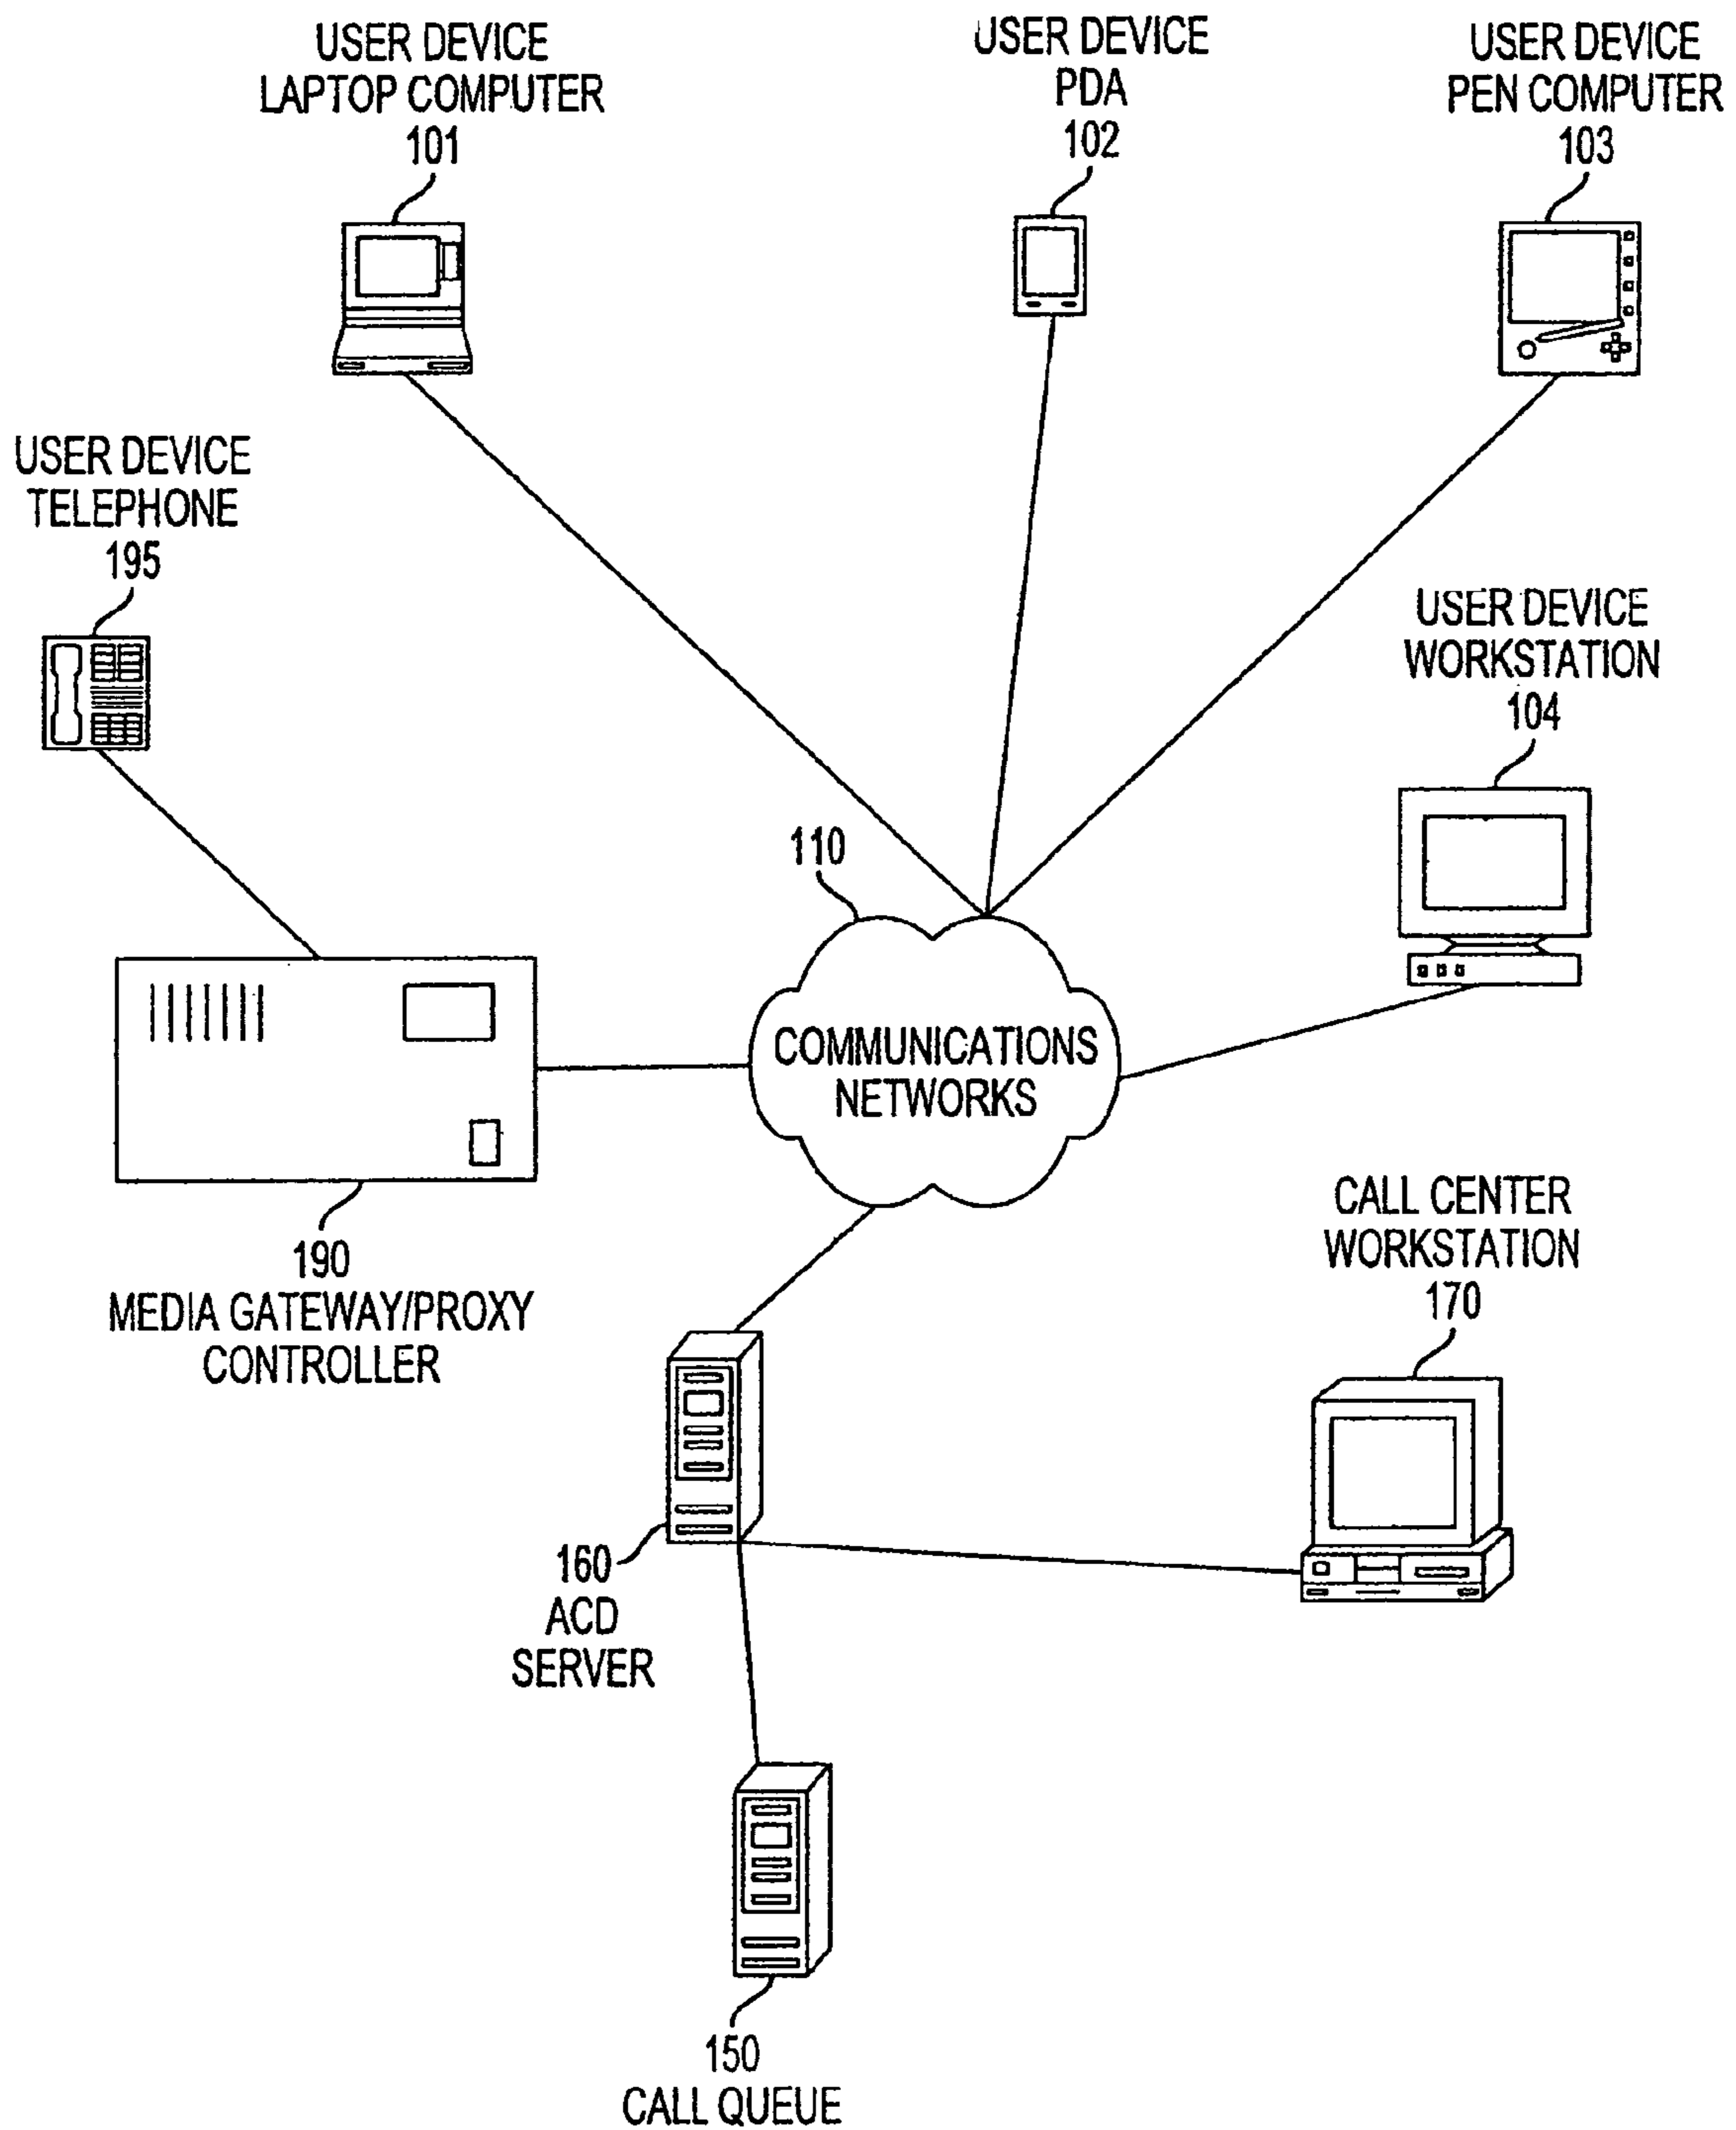 USER DEVICE
LAPTOP COMPUTER
101
USER DEVICE
PDA
102
USER DEVICE
PEN COMPUTER
103
USER DEVICE
TELEPHONE
195
USER DEVICE
WORKSTATION
104
110
COMMUNICATIONS
NETWORKS
190
MEDIA GATEWAY/PROXY
CONTROLLER
CALL CENTER
WORKSTATION
170
160
ACD
SERVER
150
CALL QUEUE